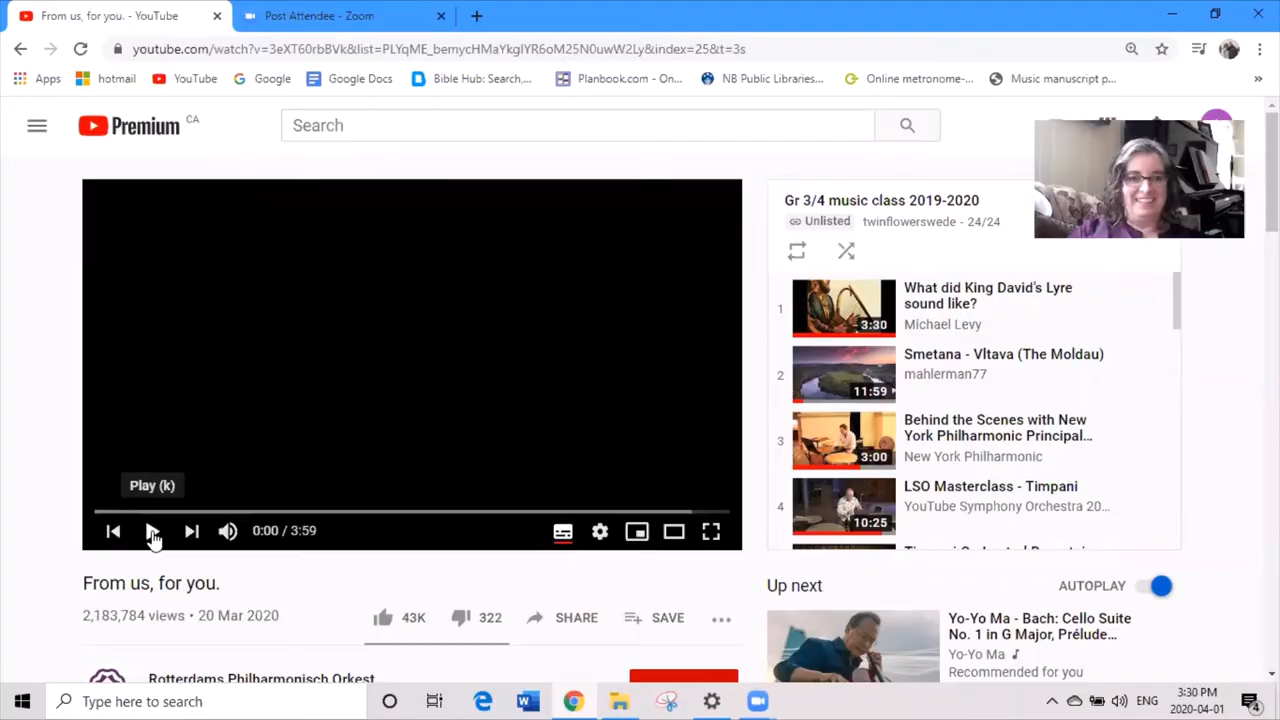 From us, for you. - YouTube
Post Attendee - Zoom
youtube.com/watch?v=3eXT60rbBVk&list=PLYqME_bemycHMaYkgIYR6oM25N0uwW2Ly&index=25&t=3s
Apps
hotmail
YouTube
Google
Google Docs
Bible Hub: Search,...
Planbook.com - On...
NB Public Libraries...
Online metronome-...
Music manuscript p...
Premium CA
Search
Gr 3/4 music class 2019-2020
Unlisted twinflowerswede - 24/24
1
What did King David's Lyre
sound like?
Michael Levy
3:30
2
Smetana - Vltava (The Moldau)
mahlerman77
11:59
3
Behind the Scenes with New
York Philharmonic Principal...
New York Philharmonic
3:00
4
LSO Masterclass - Timpani
YouTube Symphony Orchestra 20...
10:25
Play (k)
0:00 / 3:59
From us, for you.
2,183,784 views • 20 Mar 2020
43K
322
SHARE
SAVE
Up next
AUTOPLAY
Yo-Yo Ma - Bach: Cello Suite
No. 1 in G Major, Prélude...
Yo-Yo Ma
Recommended for you
Rotterdams Philharmonisch Orkest
Type here to search
ENG
3:30 PM
2020-04-01
4